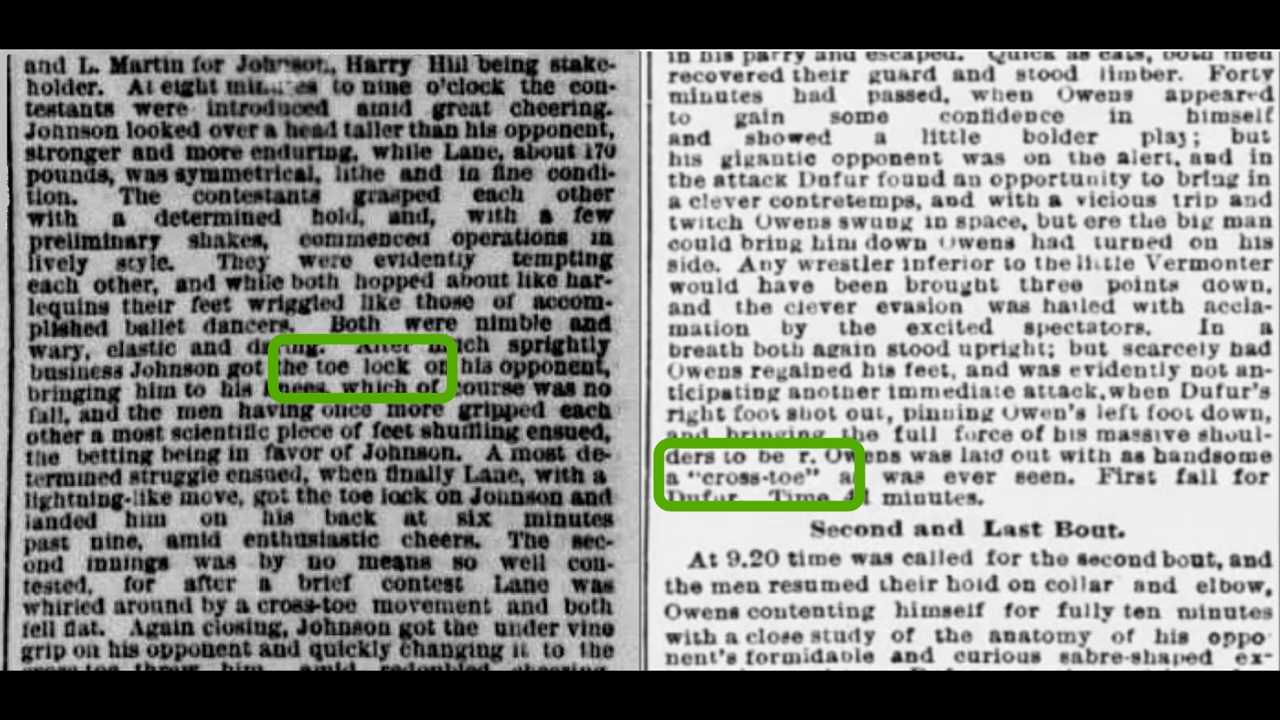 and L. Martin for Johnson, Harry Hill being stake-
holder. At eight minutes to nine o'clock the con-
testants were introduced amid great cheering.
Johnson looked over a head taller than his opponent,
stronger and more enduring, while Lane, about 170
pounds, was symmetrical, lithe and in fine condi-
tion. The contestants grasped each other
with a determined hold, and, with a few
preliminary shakes, commenced operations in
lively style. They were evidently tempting
each other, and while both hopped about like har-
lequins their feet wriggled like those of accom-
plished ballet dancers. Both were nimble and
wary, elastic and daring. After much sprightly
business Johnson got the toe lock on his opponent,
bringing him to his knees, which of course was no
fall, and the men having once more gripped each
other a most scientific piece of feet shuffling ensued,
the betting being in favor of Johnson. A most de-
termined struggle ensued, when finally Lane, with a
lightning-like move, got the toe lock on Johnson and
landed him on his back at six minutes
past nine, amid enthusiastic cheers. The sec-
ond innings was by no means so well con-
tested, for after a brief contest Lane was
whirled around by a cross-toe movement and both
fell flat. Again closing, Johnson got the under vine
grip on his opponent and quickly changing it to the
cross-toe threw him, amid redoubled cheering.
in his parry and escaped. Quick as cats, both men
recovered their guard and stood limber. Forty
minutes had passed, when Owens appeared
to gain some confidence in himself
and showed a little bolder play; but
his gigantic opponent was on the alert, and in
the attack Dufur found an opportunity to bring in
a clever contretemps, and with a vicious trip and
twitch Owens swung in space, but ere the big man
could bring him down Owens had turned on his
side. Any wrestler inferior to the little Vermonter
would have been brought three points down,
and the clever evasion was hailed with accla-
mation by the excited spectators. In a
breath both again stood upright; but scarcely had
Owens regained his feet, and was evidently not an-
ticipating another immediate attack, when Dufur's
right foot shot out, pinning Owen's left foot down,
and bringing the full force of his massive shoul-
ders to be r. Owens was laid out with as handsome
a "cross-toe" as was ever seen. First fall for
Dufur. Time 41 minutes.
Second and Last Bout.
At 9.20 time was called for the second bout, and
the men resumed their hold on collar and elbow,
Owens contenting himself for fully ten minutes
with a close study of the anatomy of his oppo-
nent's formidable and curious sabre-shaped ex-